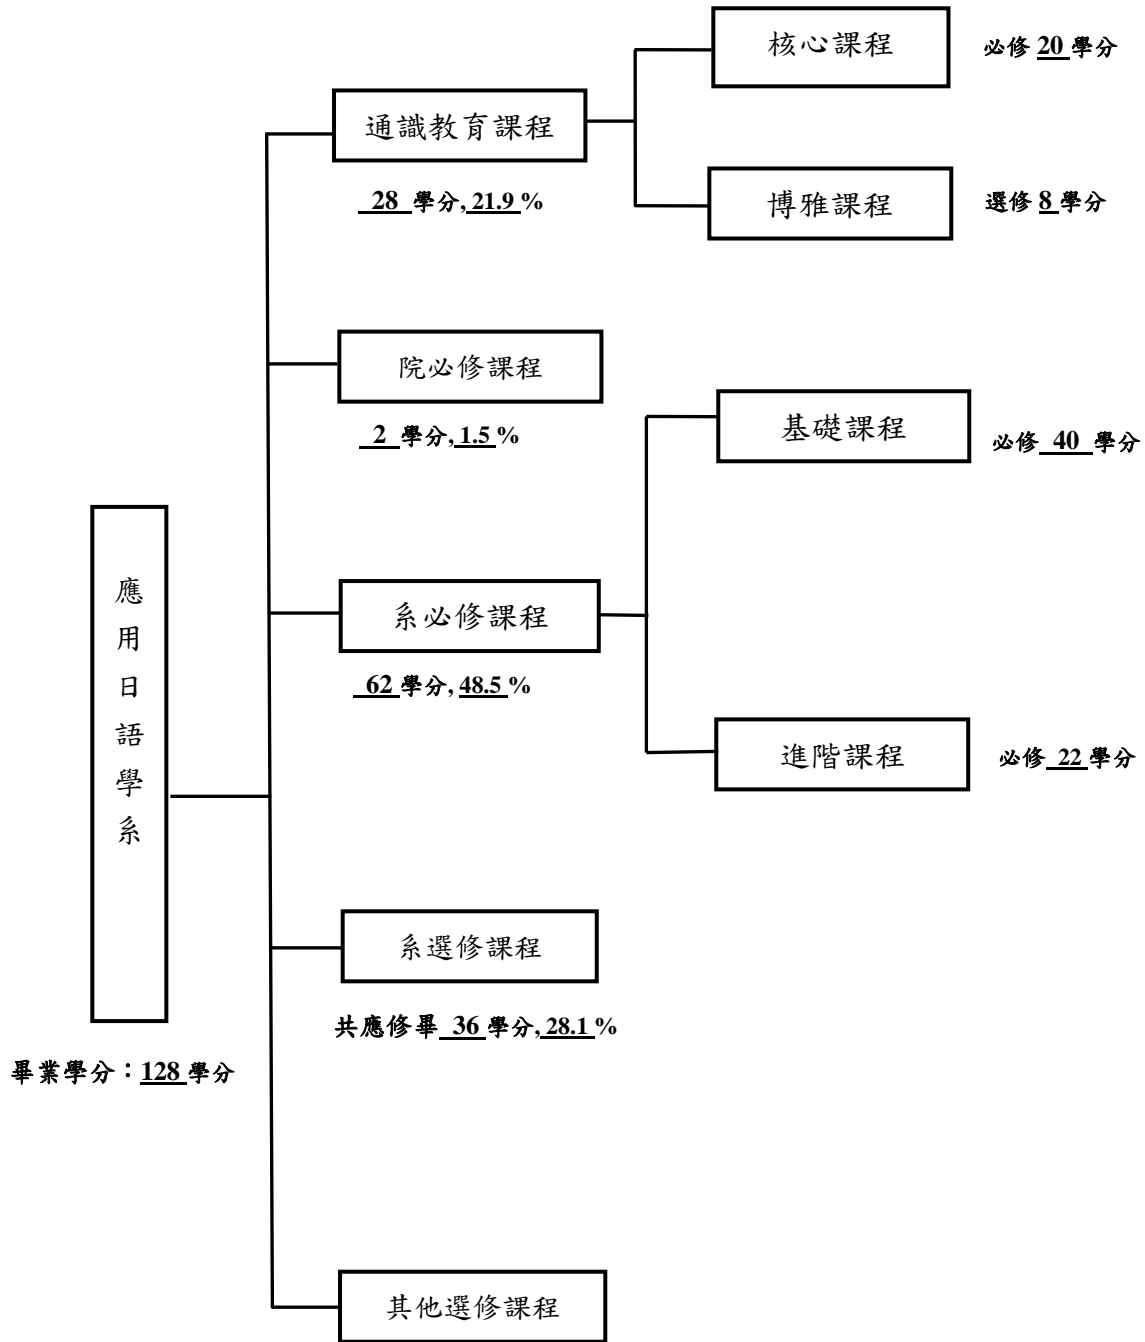 核心課程
必修 20 學分
通識教育課程
28 學分, 21.9 %
博雅課程
選修 8 學分
院必修課程
2 學分, 1.5 %
基礎課程
必修 40 學分
應用日語學系
系必修課程
62 學分, 48.5 %
進階課程
必修 22 學分
系選修課程
共應修畢 36 學分, 28.1 %
畢業學分：128 學分
其他選修課程